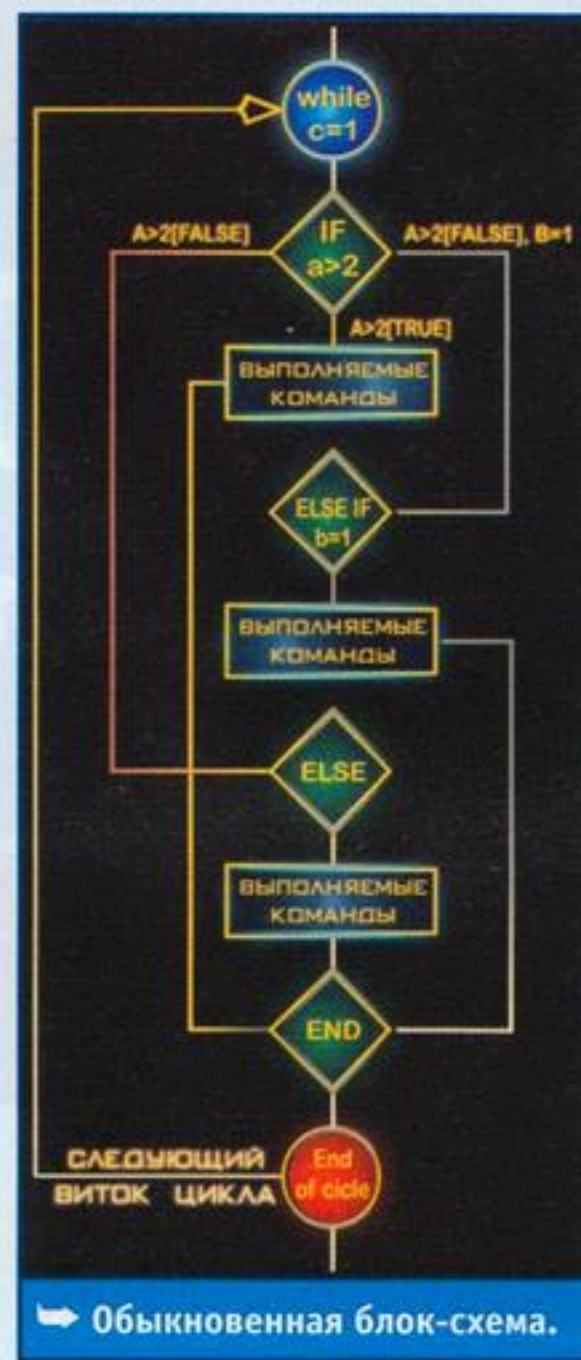 while
c=1
A>2[FALSE]
IF
a>2
A>2[FALSE], B=1
A>2[TRUE]
ВЫПОЛНЯЕМЫЕ
КОМАНДЫ
ELSE IF
b=1
ВЫПОЛНЯЕМЫЕ
КОМАНДЫ
ELSE
ВЫПОЛНЯЕМЫЕ
КОМАНДЫ
END
СЛЕДУЮЩИЙ
ВИТОК ЦИКЛА
End
of cicle
➥ Обыкновенная блок-схема.